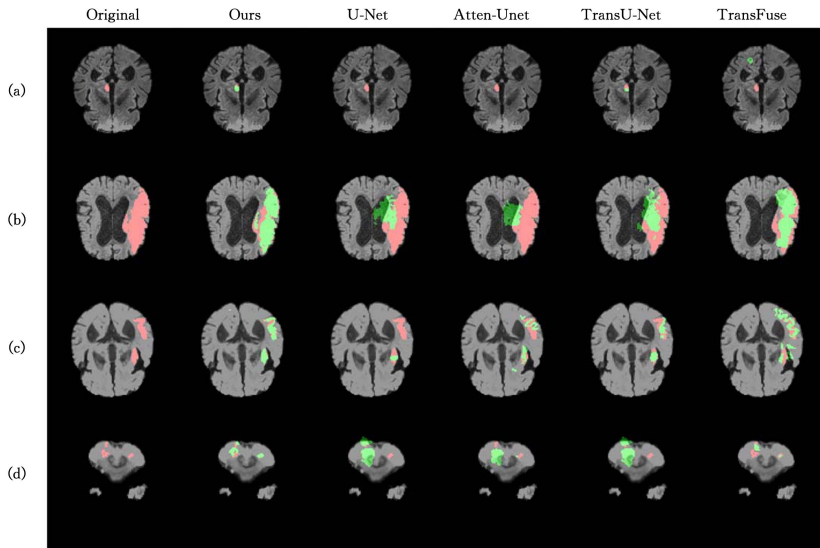 Original Ours U-Net Atten-Unet TransU-Net TransFuse
(a)
(b)
(c)
(d)